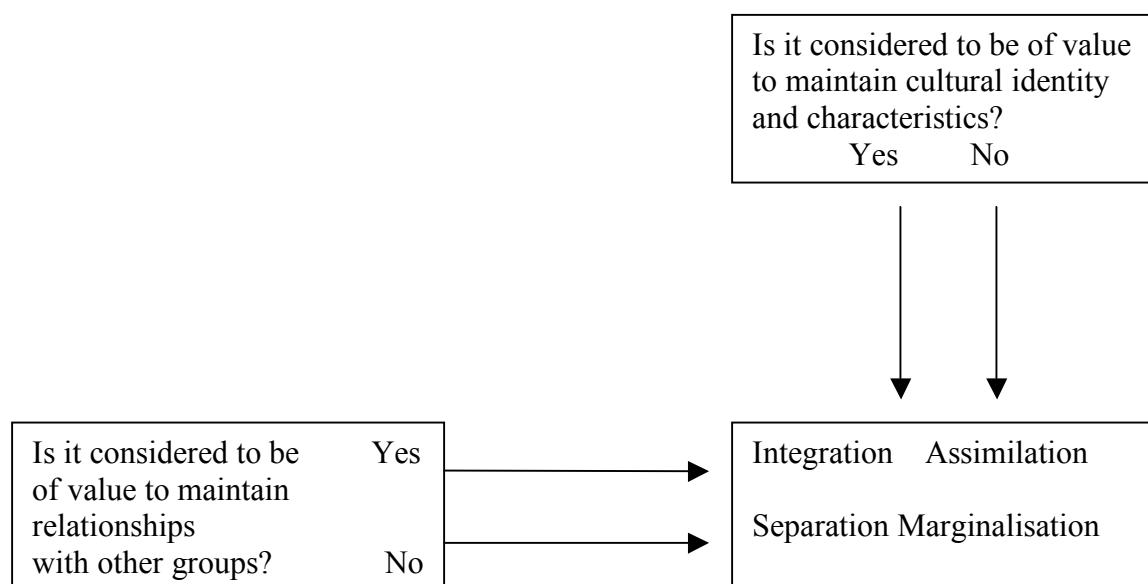 Is it considered to be of value
to maintain cultural identity
and characteristics?
Yes No
Is it considered to be Yes
of value to maintain
relationships
with other groups? No
Integration Assimilation
Separation Marginalisation